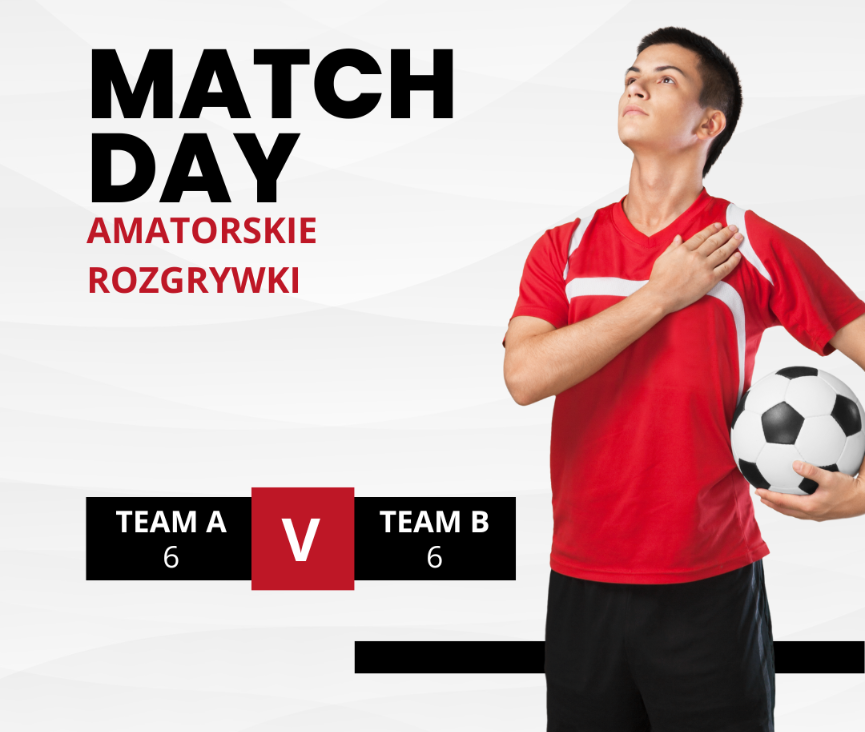 MATCH
DAY
AMATORSKIE
ROZGRYWKI
TEAM A
6
V
TEAM B
6